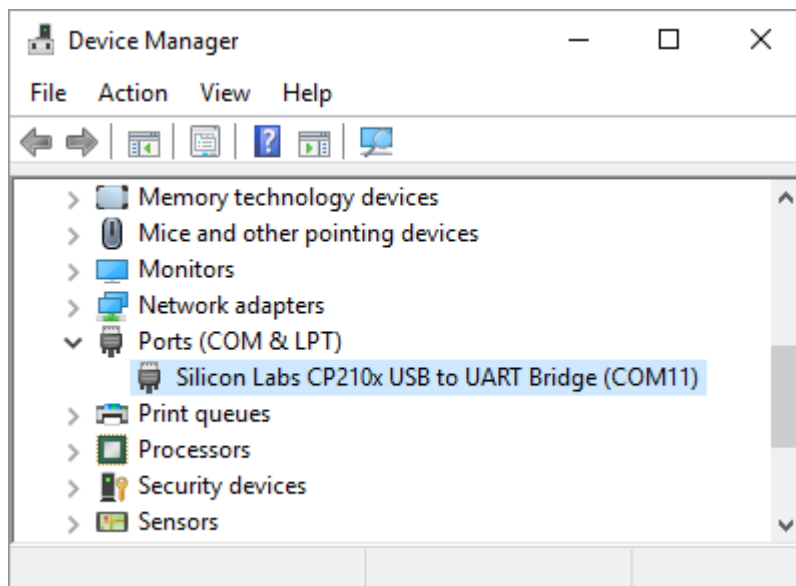 Device Manager
File Action View Help
Memory technology devices
Mice and other pointing devices
Monitors
Network adapters
Ports (COM & LPT)
Silicon Labs CP210x USB to UART Bridge (COM11)
Print queues
Processors
Security devices
Sensors